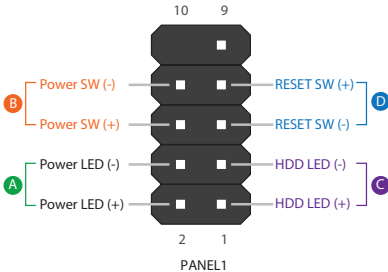 10 9
Power SW (-) RESET SW (+)
B D
Power SW (+) RESET SW (-)
Power LED (-) HDD LED (-)
A C
Power LED (+) HDD LED (+)
2 1
PANEL1